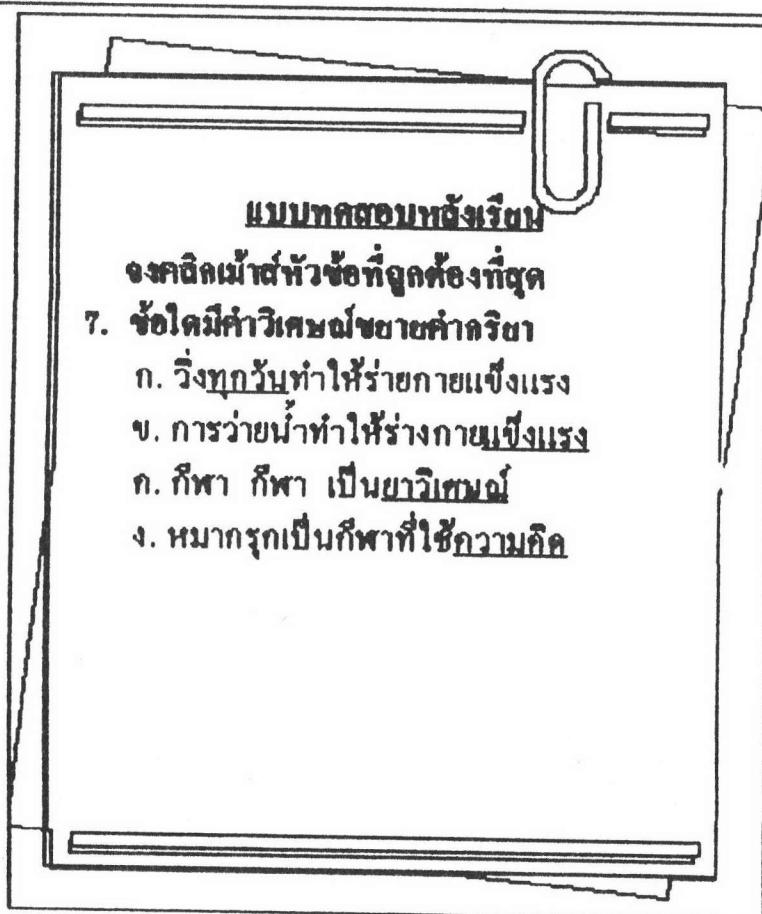 แบบทดสอบหลังเรียน
จงคลิกเม้าส์หัวข้อที่ถูกต้องที่สุด
7. ข้อใดมีคำวิเศษณ์ขยายคำกริยา
ก. วิ่งทุกวันทำให้ร่ายกายแข็งแรง
ข. การว่ายน้ำทำให้ร่างกายแข็งแรง
ค. กีฬา กีฬา เป็นยาวิเศษณ์
ง. หมากรุกเป็นกีฬาที่ใช้ความคิด